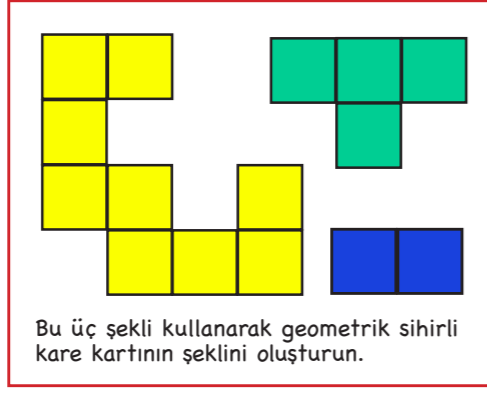 Bu üç şekli kullanarak geometrik sihirli
kare kartının şeklini oluşturun.